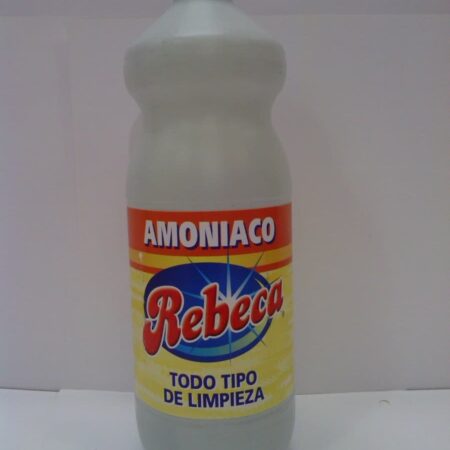 AMONIACO
Rebeca
TODO TIPO
DE LIMPIEZA